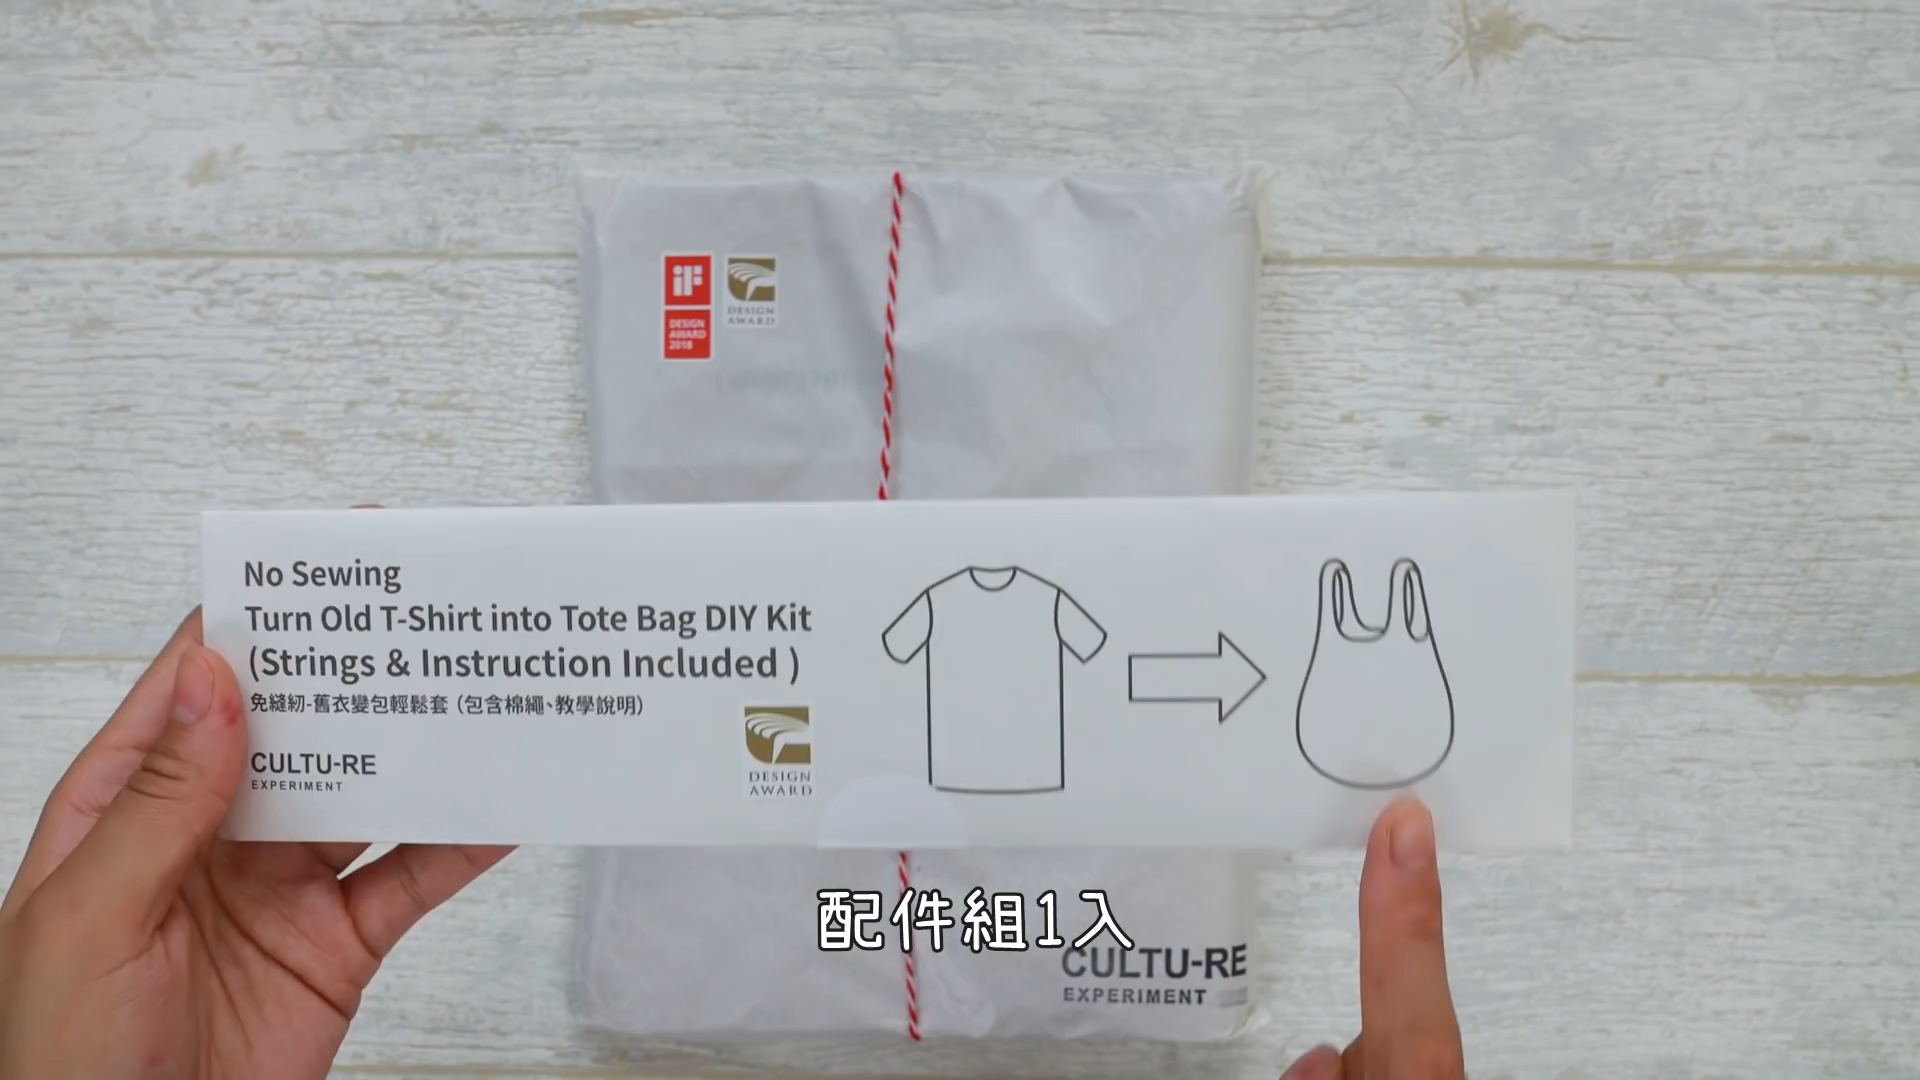 iF
DESIGN
AWARD
2018
DESIGN
AWARD
No Sewing
Turn Old T-Shirt into Tote Bag DIY Kit
(Strings & Instruction Included )
免縫紉-舊衣變包輕鬆套（包含棉繩、教學說明）
CULTU-RE
EXPERIMENT
DESIGN
AWARD
配件組1入
CULTU-RE
EXPERIMENT